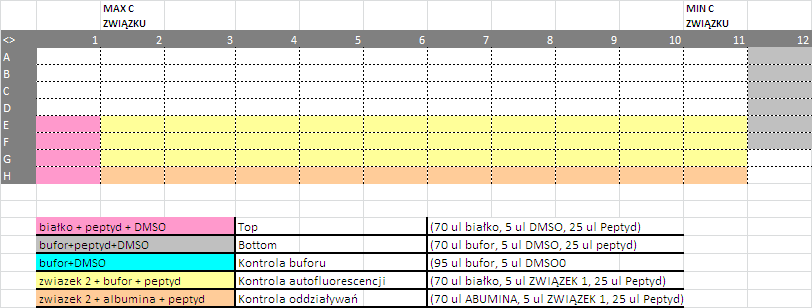 MAX C MIN C
ZWIĄZKU ZWIĄZKU
<> 1 2 3 4 5 6 7 8 9 10 11 12
A
B
C
D
E
F
G
H
białko + peptyd + DMSO Top (70 ul białko, 5 ul DMSO, 25 ul Peptyd)
bufor+peptyd+DMSO Bottom (70 ul bufor, 5 ul DMSO, 25 ul peptyd)
bufor+DMSO Kontrola buforu (95 ul bufor, 5 ul DMSO0
zwiazek 2 + bufor + peptyd Kontrola autofluorescencji (70 ul białko, 5 ul ZWIĄZEK 1, 25 ul Peptyd)
zwiazek 2 + albumina + peptyd Kontrola oddziaływań (70 ul ABUMINA, 5 ul ZWIĄZEK 1, 25 ul Peptyd)